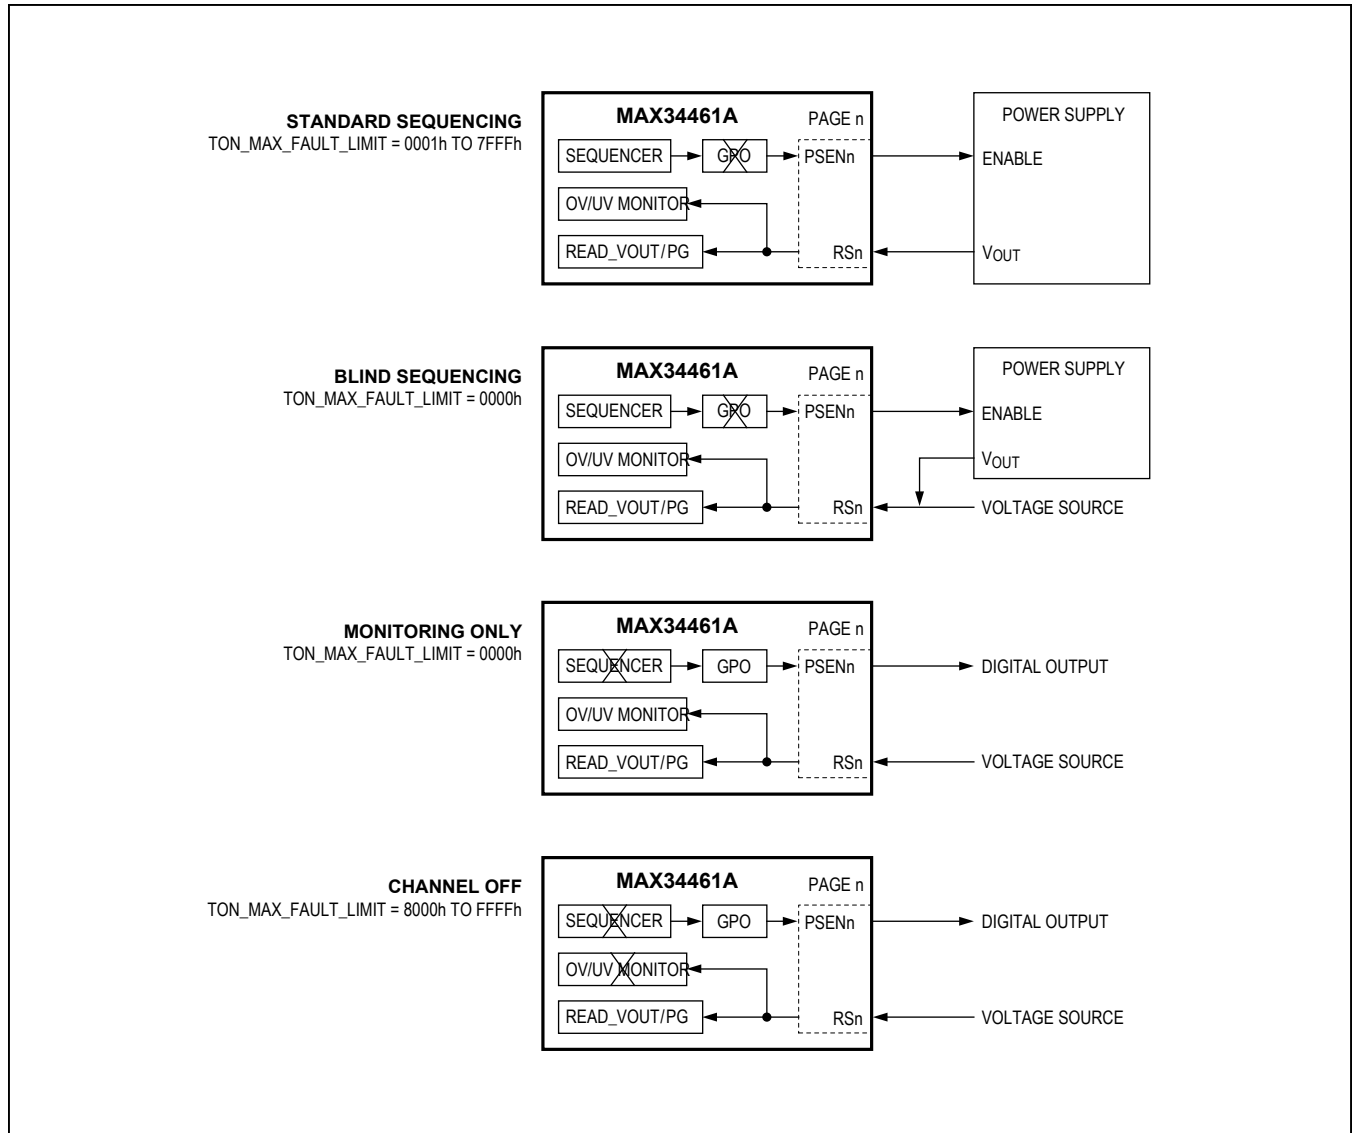 STANDARD SEQUENCING
TON_MAX_FAULT_LIMIT = 0001h TO 7FFFh
MAX34461A
PAGE n
SEQUENCER
GPO
PSENn
OV/UV MONITOR
READ_VOUT/PG
RSn
POWER SUPPLY
ENABLE
VOUT
BLIND SEQUENCING
TON_MAX_FAULT_LIMIT = 0000h
MAX34461A
PAGE n
SEQUENCER
GPO
PSENn
OV/UV MONITOR
READ_VOUT/PG
RSn
POWER SUPPLY
ENABLE
VOUT
VOLTAGE SOURCE
MONITORING ONLY
TON_MAX_FAULT_LIMIT = 0000h
MAX34461A
PAGE n
SEQUENCER
GPO
PSENn
OV/UV MONITOR
READ_VOUT/PG
RSn
DIGITAL OUTPUT
VOLTAGE SOURCE
CHANNEL OFF
TON_MAX_FAULT_LIMIT = 8000h TO FFFFh
MAX34461A
PAGE n
SEQUENCER
GPO
PSENn
OV/UV MONITOR
READ_VOUT/PG
RSn
DIGITAL OUTPUT
VOLTAGE SOURCE